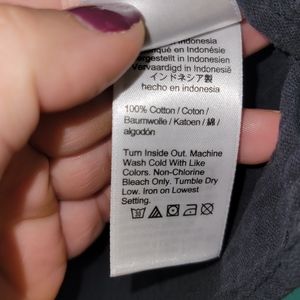 in Indonesia
en Indonésie
gestellt in Indonesien
Vervaardigd in Indonesië
インドネシア製
hecho en Indonesia
100% Cotton / Coton /
Baumwolle / Katoen / 綿 /
algodón
Turn Inside Out. Machine
Wash Cold With Like
Colors. Non-Chlorine
Bleach Only. Tumble Dry
Low. Iron on Lowest
Setting.